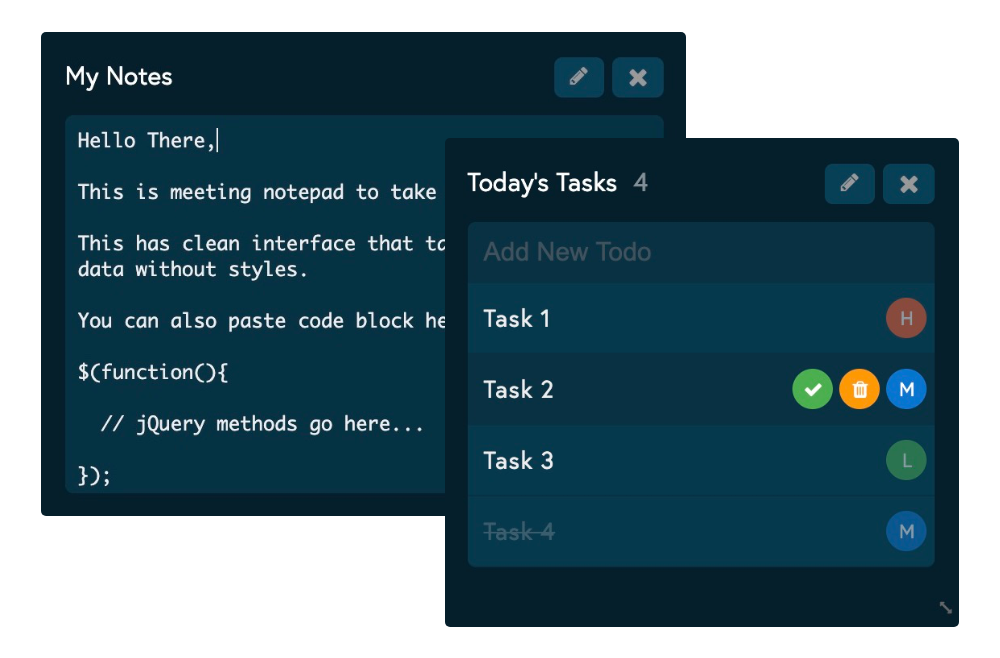 My Notes
Hello There,
This is meeting notepad to take
This has clean interface that
data without styles.
You can also paste code block
$(function(){
// jQuery methods go here...
});
Today's Tasks 4
Add New Todo
Task 1 H
Task 2 M
Task 3 L
Task 4 M